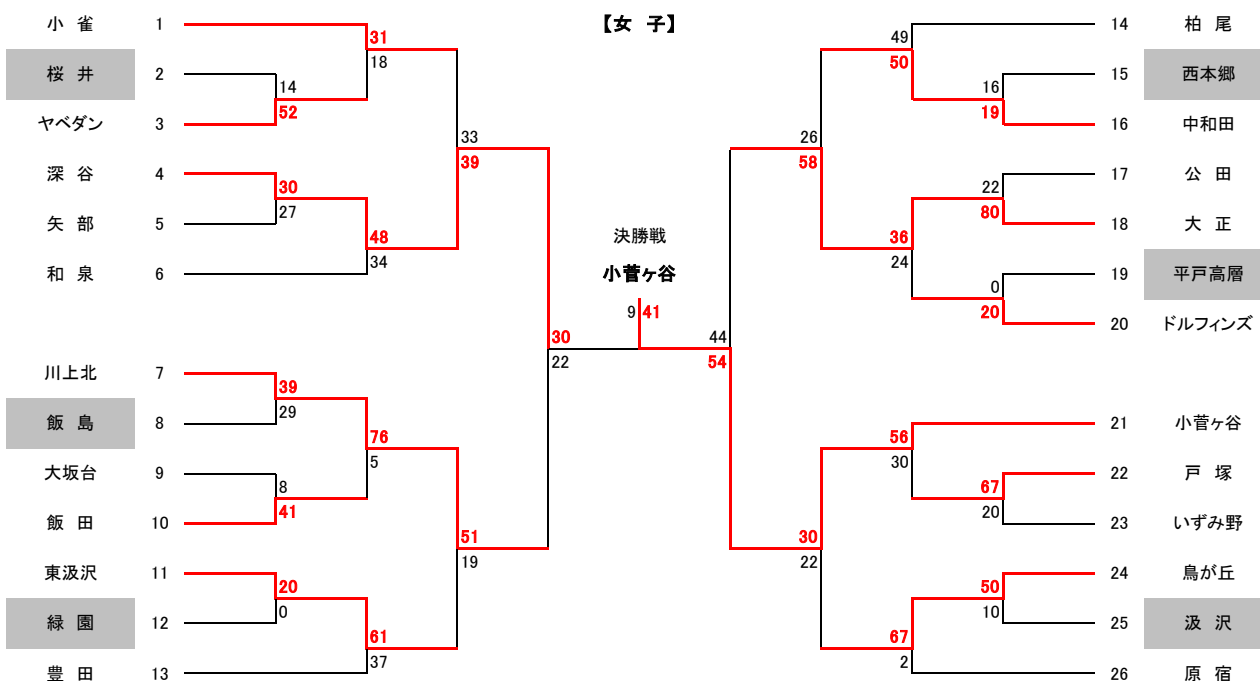 【女 子】
小 雀 1
桜 井 2
ヤベダン 3
深 谷 4
矢 部 5
和 泉 6
川上北 7
飯 島 8
大坂台 9
飯 田 10
東汲沢 11
緑 園 12
豊 田 13
31
18
14
52
33
39
30
27
48
34
30
22
39
29
76
5
8
41
51
19
20
0
61
37
決勝戦
小菅ヶ谷
9 41
49
50
16
19
26
58
22
80
36
24
0
20
44
54
56
30
67
20
30
22
50
10
67
2
14 柏 尾
15 西本郷
16 中和田
17 公 田
18 大 正
19 平戸高層
20 ドルフィンズ
21 小菅ヶ谷
22 戸 塚
23 いずみ野
24 鳥が丘
25 汲 沢
26 原 宿